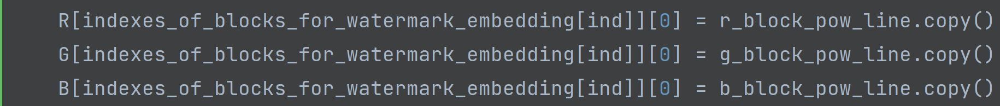 R[indexes_of_blocks_for_watermark_embedding[ind]][0] = r_block_pow_line.copy()
G[indexes_of_blocks_for_watermark_embedding[ind]][0] = g_block_pow_line.copy()
B[indexes_of_blocks_for_watermark_embedding[ind]][0] = b_block_pow_line.copy()